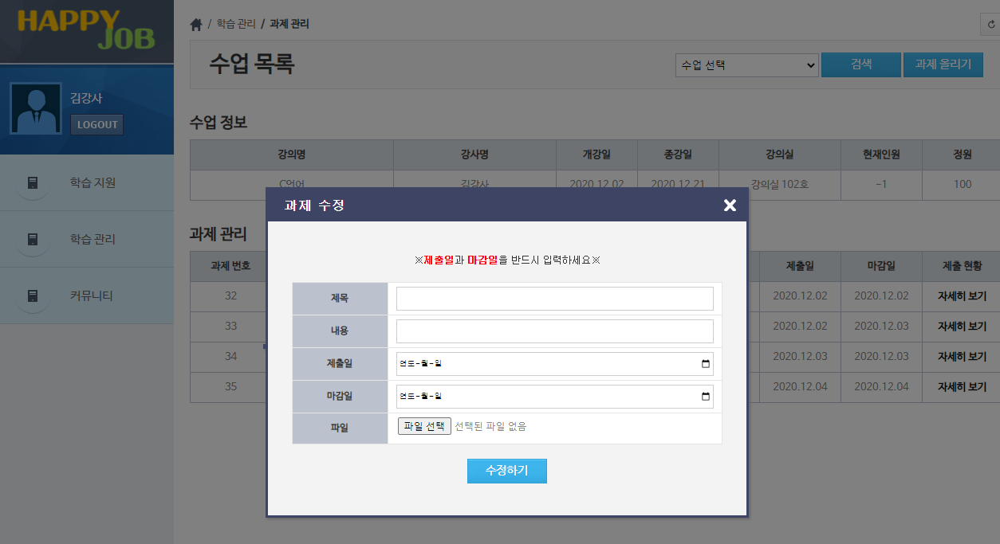 HAPPY
JOB
김강사
LOGOUT
학습 지원
학습 관리
커뮤니티
/ 학습 관리 / 과제 관리
수업 목록
수업 선택 검색 과제 올리기
수업 정보
강의명 강사명 개강일 종강일 강의실 현재인원 정원
C언어 김강사 2020.12.02 2020.12.21 강의실 102호 -1 100
과제 관리
과제 번호 제출일 마감일 제출 현황
32 2020.12.02 2020.12.02 자세히 보기
33 2020.12.02 2020.12.03 자세히 보기
34 2020.12.03 2020.12.03 자세히 보기
35 2020.12.04 2020.12.04 자세히 보기
과제 수정
※제출일과 마감일을 반드시 입력하세요※
제목
내용
제출일 연도-월-일
마감일 연도-월-일
파일 파일 선택 선택된 파일 없음
수정하기